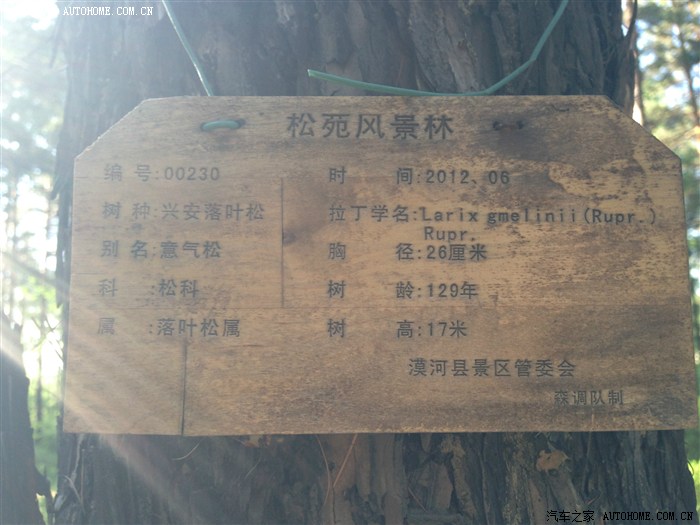 AUTOHOME.COM.CN
AUTOHOME.COM.CN
松苑风景林
编 号:00230 时 间:2012、06
树 种:兴安落叶松 拉丁学名:Larix gmelinii(Rupr.)
Rupr.
别 名:意气松 胸 径:26厘米
科 :松科 树 龄:129年
属 :落叶松属 树 高:17米
漠河县景区管委会
森调队制
汽车之家 AUTOHOME.COM.CN